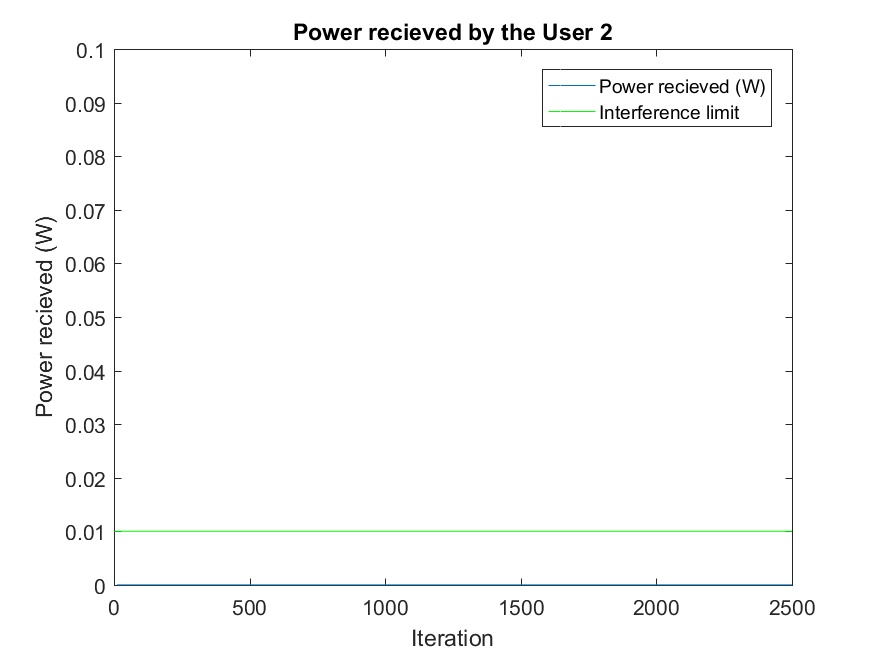 Power recieved by the User 2
0.1
0.09
0.08
0.07
0.06
0.05
0.04
0.03
0.02
0.01
0
Power recieved (W)
Power recieved (W)
Interference limit
0 500 1000 1500 2000 2500
Iteration